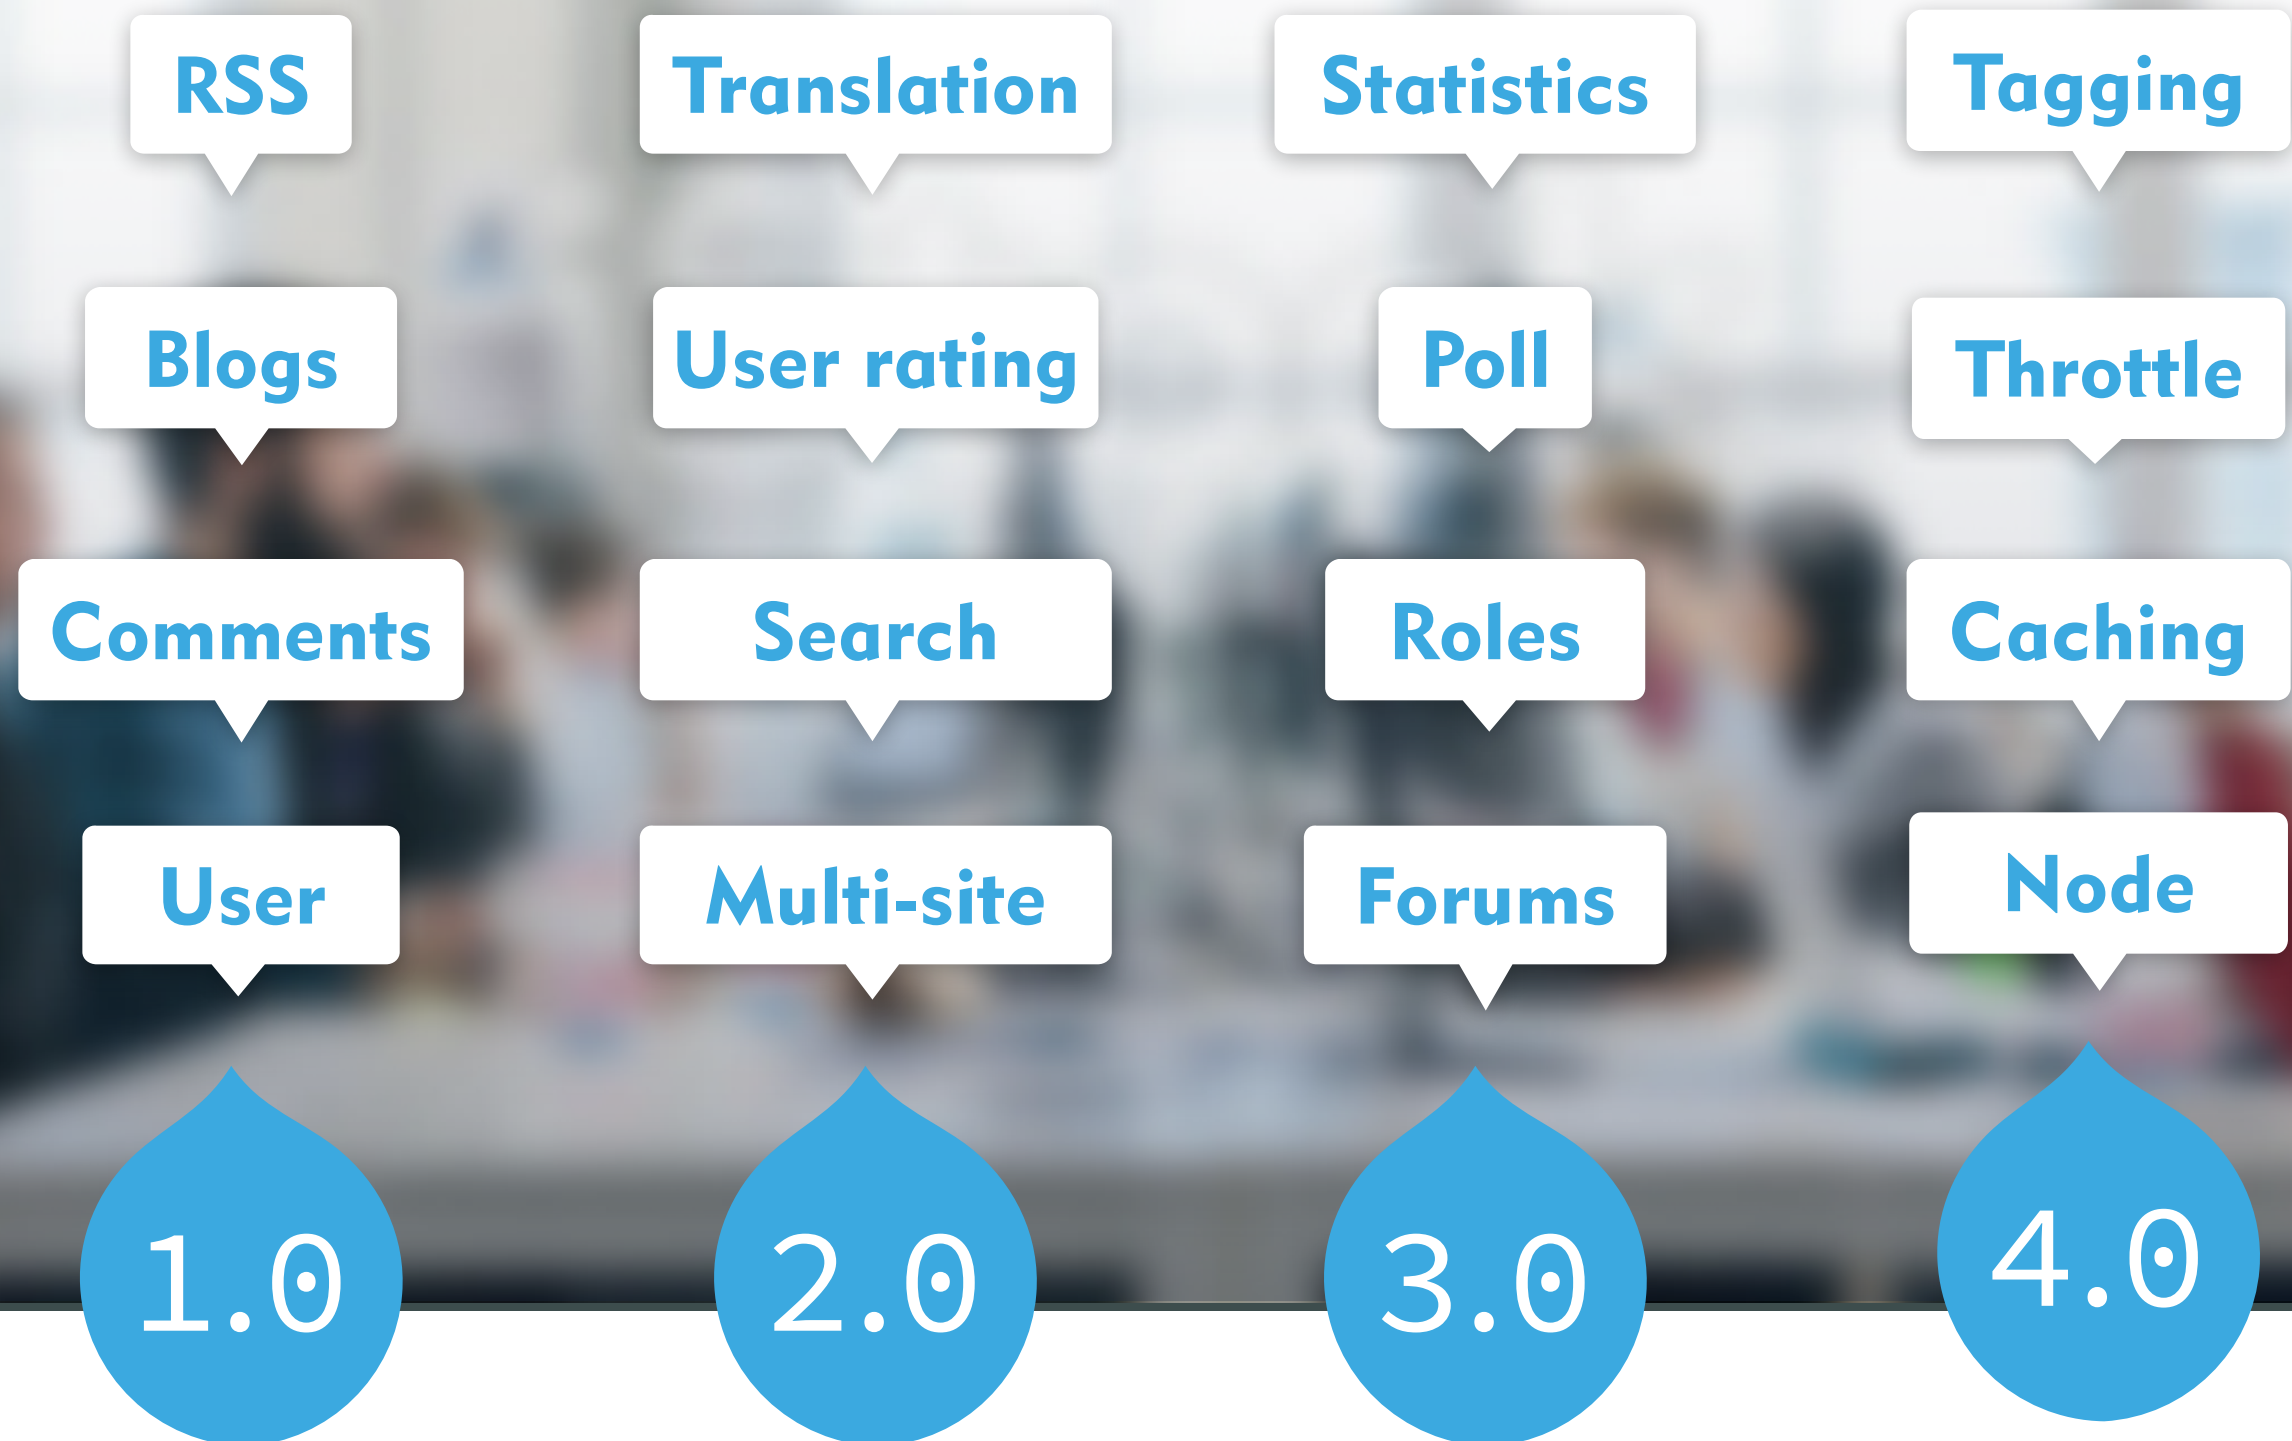 RSS
Translation
Statistics
Tagging
Blogs
User rating
Poll
Throttle
Comments
Search
Roles
Caching
User
Multi-site
Forums
Node
1.0
2.0
3.0
4.0